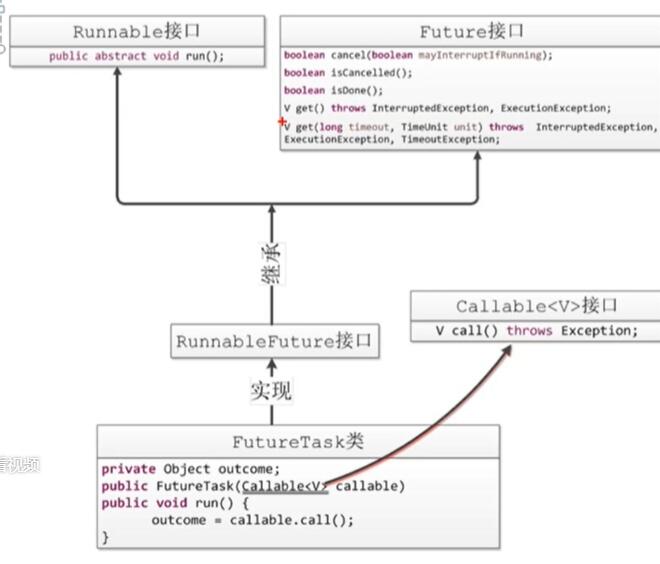 Runnable接口
public abstract void run();
Future接口
boolean cancel(boolean mayInterruptIfRunning);
boolean isCancelled();
boolean isDone();
V get() throws InterruptedException, ExecutionException;
V get(long timeout, TimeUnit unit) throws InterruptedException,
ExecutionException, TimeoutException;
继承
Callable<V>接口
V call() throws Exception;
RunnableFuture接口
实现
FutureTask类
private Object outcome;
public FutureTask(Callable<V> callable)
public void run() {
outcome = callable.call();
}
看视频